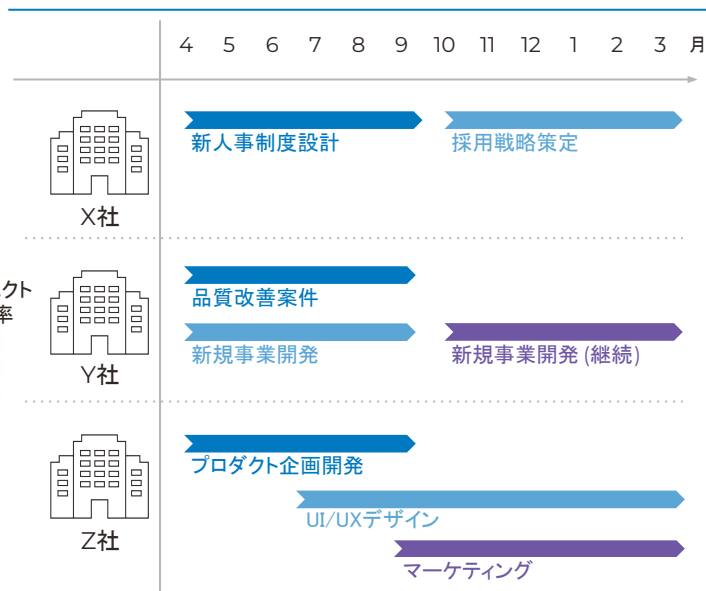 4 5 6 7 8 9 10 11 12 1 2 3 月
新人事制度設計 採用戦略策定
X社
品質改善案件
クト
率
新規事業開発 新規事業開発 (継続)
Y社
プロダクト企画開発
Z社
UI/UXデザイン
マーケティング